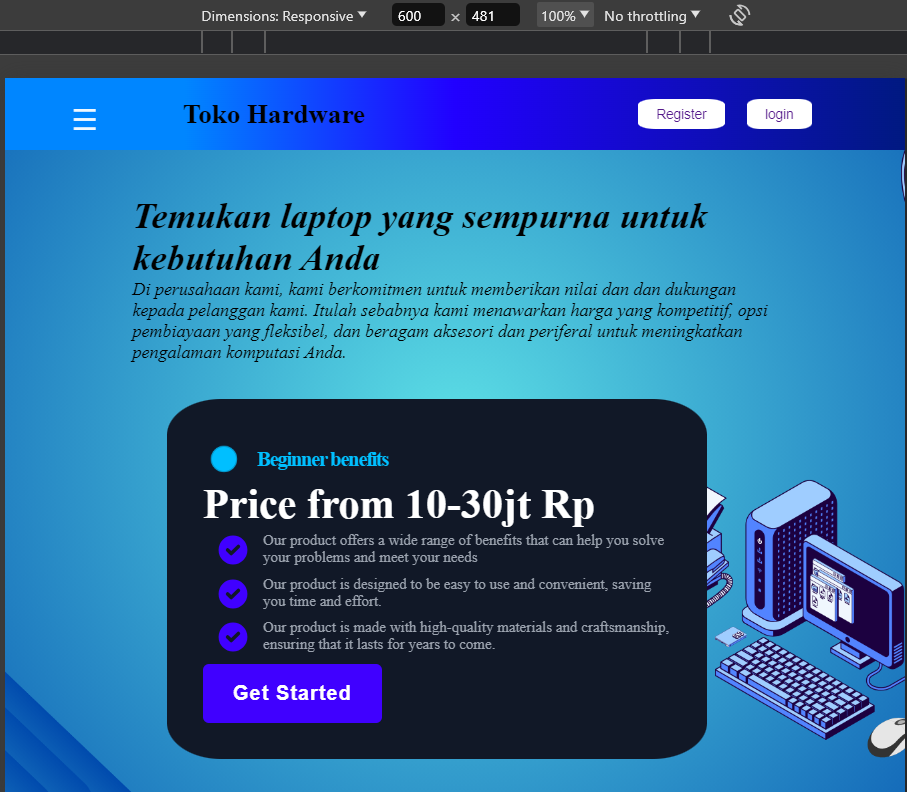 Dimensions: Responsive 600 × 481 100% No throttling
Toko Hardware Register login
Temukan laptop yang sempurna untuk
kebutuhan Anda
Di perusahaan kami, kami berkomitmen untuk memberikan nilai dan dan dukungan
kepada pelanggan kami. Itulah sebabnya kami menawarkan harga yang kompetitif, opsi
pembiayaan yang fleksibel, dan beragam aksesori dan periferal untuk meningkatkan
pengalaman komputasi Anda.
Beginner benefits
Price from 10-30jt Rp
Our product offers a wide range of benefits that can help you solve
your problems and meet your needs
Our product is designed to be easy to use and convenient, saving
you time and effort.
Our product is made with high-quality materials and craftsmanship,
ensuring that it lasts for years to come.
Get Started